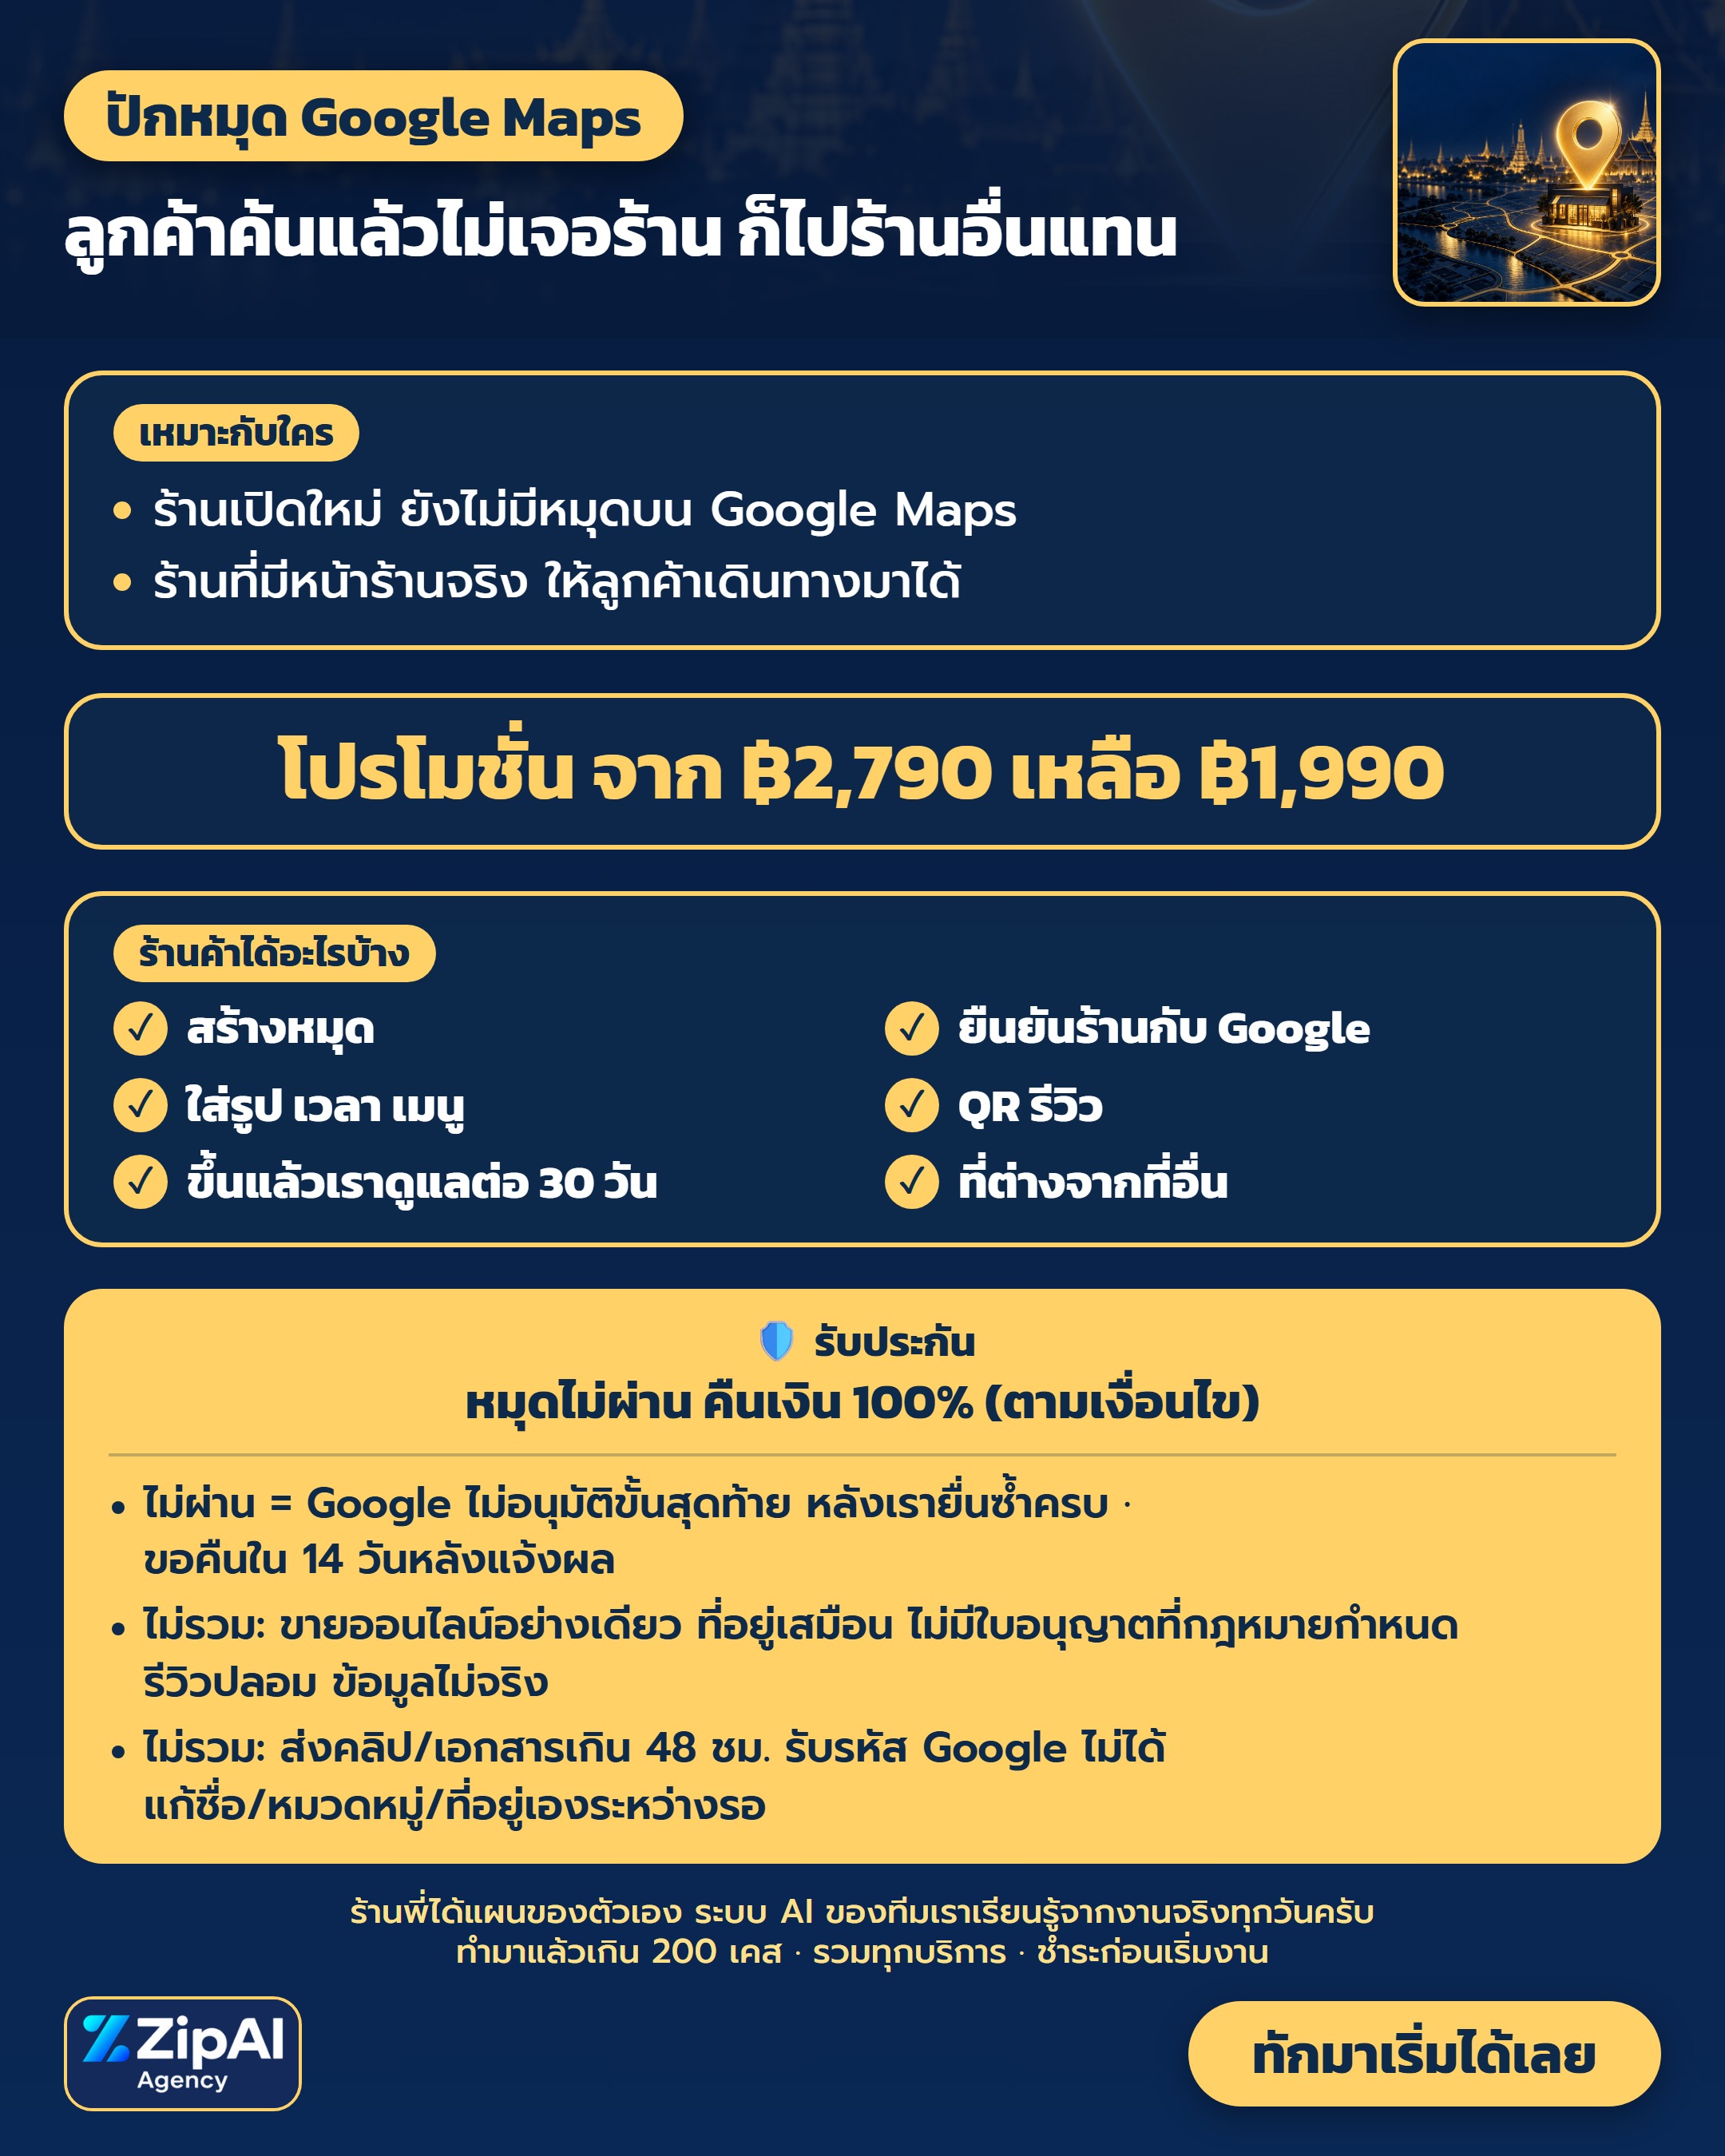 ปักหมุด Google Maps
ลูกค้าค้นแล้วไม่เจอร้าน ก็ไปร้านอื่นแทน
เหมาะกับใคร
• ร้านเปิดใหม่ ยังไม่มีหมุดบน Google Maps
• ร้านที่มีหน้าร้านจริง ให้ลูกค้าเดินทางมาได้
โปรโมชั่น จาก ฿2,790 เหลือ ฿1,990
ร้านค้าได้อะไรบ้าง
✓ สร้างหมุด
✓ ยืนยันร้านกับ Google
✓ ใส่รูป เวลา เมนู
✓ QR รีวิว
✓ ขึ้นแล้วเราดูแลต่อ 30 วัน
✓ ที่ต่างจากที่อื่น
🛡️ รับประกัน
หมุดไม่ผ่าน คืนเงิน 100% (ตามเงื่อนไข)
• ไม่ผ่าน = Google ไม่อนุมัติขั้นสุดท้าย หลังเรายื่นซ้ำครบ ·
ขอคืนใน 14 วันหลังแจ้งผล
• ไม่รวม: ขายออนไลน์อย่างเดียว ที่อยู่เสมือน ไม่มีใบอนุญาตที่กฎหมายกำหนด
รีวิวปลอม ข้อมูลไม่จริง
• ไม่รวม: ส่งคลิป/เอกสารเกิน 48 ชม. รับรหัส Google ไม่ได้
แก้ชื่อ/หมวดหมู่/ที่อยู่เองระหว่างรอ
ร้านพี่ได้แผนของตัวเอง ระบบ AI ของทีมเราเรียนรู้จากงานจริงทุกวันครับ
ทำมาแล้วเกิน 200 เคส · รวมทุกบริการ · ชำระก่อนเริ่มงาน
ZipAI
Agency
ทักมาเริ่มได้เลย